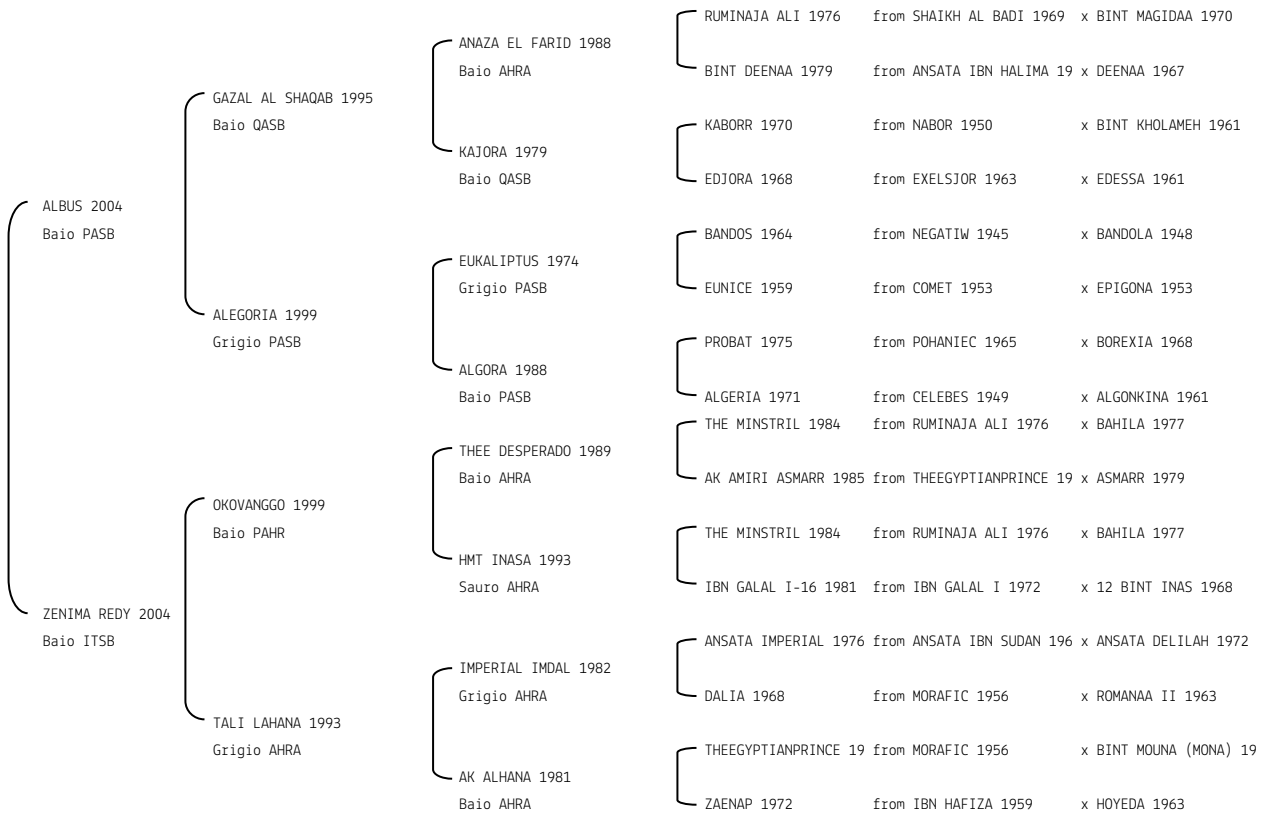 RUMINAJA ALI 1976 from SHAIKH AL BADI 1969 x BINT MAGIDAA 1970
ANAZA EL FARID 1988
Baio AHRA
BINT DEENAA 1979 from ANSATA IBN HALIMA 19 x DEENAA 1967
GAZAL AL SHAQAB 1995
Baio QASB
KABORR 1970 from NABOR 1950 x BINT KHOLAMEH 1961
KAJORA 1979
Baio QASB
EDJORA 1968 from EXELSJOR 1963 x EDESSA 1961
ALBUS 2004
Baio PASB
BANDOS 1964 from NEGATIW 1945 x BANDOLA 1948
EUKALIPTUS 1974
Grigio PASB
EUNICE 1959 from COMET 1953 x EPIGONA 1953
ALEGORIA 1999
Grigio PASB
PROBAT 1975 from POHANIEC 1965 x BOREXIA 1968
ALGORA 1988
Baio PASB
ALGERIA 1971 from CELEBES 1949 x ALGONKINA 1961
THE MINSTRIL 1984 from RUMINAJA ALI 1976 x BAHILA 1977
THEE DESPERADO 1989
Baio AHRA
AK AMIRI ASMARR 1985 from THEEGYPTIANPRINCE 19 x ASMARR 1979
OKOVANGGO 1999
Baio PAHR
THE MINSTRIL 1984 from RUMINAJA ALI 1976 x BAHILA 1977
HMT INASA 1993
Sauro AHRA
IBN GALAL I-16 1981 from IBN GALAL I 1972 x 12 BINT INAS 1968
ZENIMA REDY 2004
Baio ITSB
ANSATA IMPERIAL 1976 from ANSATA IBN SUDAN 196 x ANSATA DELILAH 1972
IMPERIAL IMDAL 1982
Grigio AHRA
DALIA 1968 from MORAFIC 1956 x ROMANAA II 1963
TALI LAHANA 1993
Grigio AHRA
THEEGYPTIANPRINCE 19 from MORAFIC 1956 x BINT MOUNA (MONA) 19
AK ALHANA 1981
Baio AHRA
ZAENAP 1972 from IBN HAFIZA 1959 x HOYEDA 1963